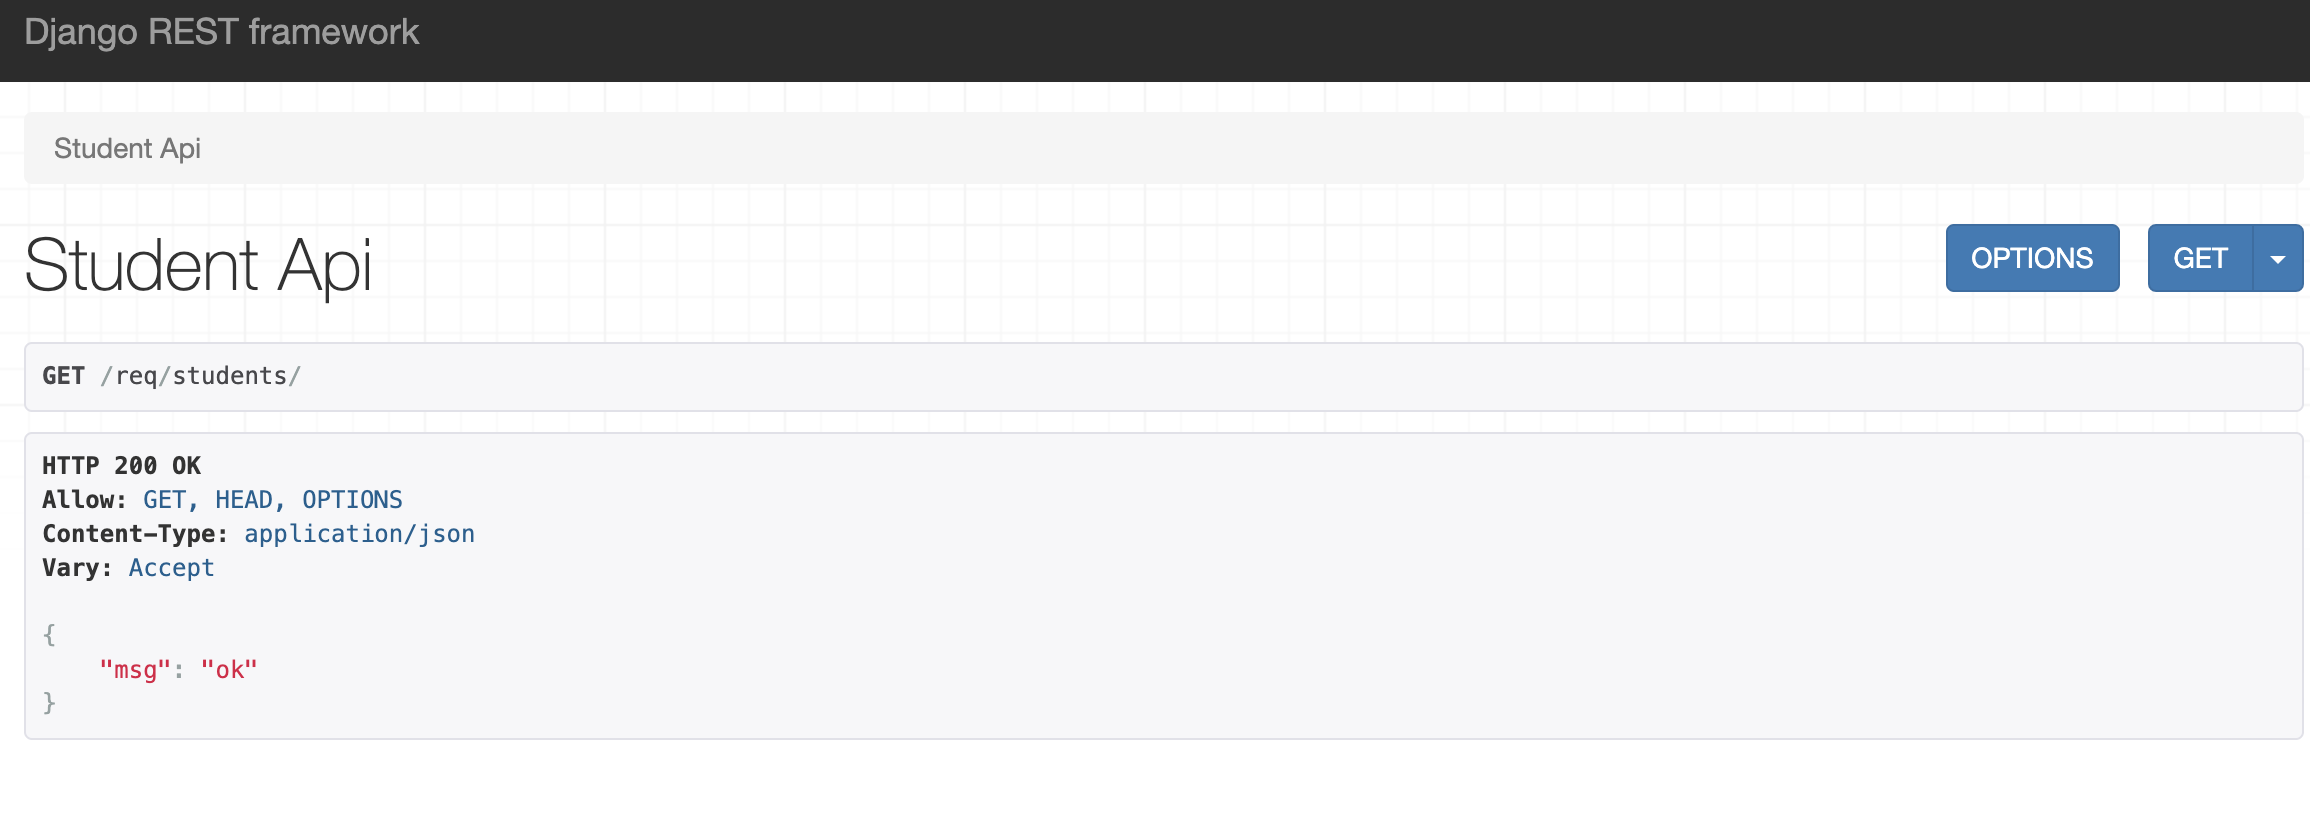 Django REST framework
Student Api
Student Api
OPTIONS
GET
GET /req/students/
HTTP 200 OK
Allow: GET, HEAD, OPTIONS
Content-Type: application/json
Vary: Accept
{
    "msg": "ok"
}